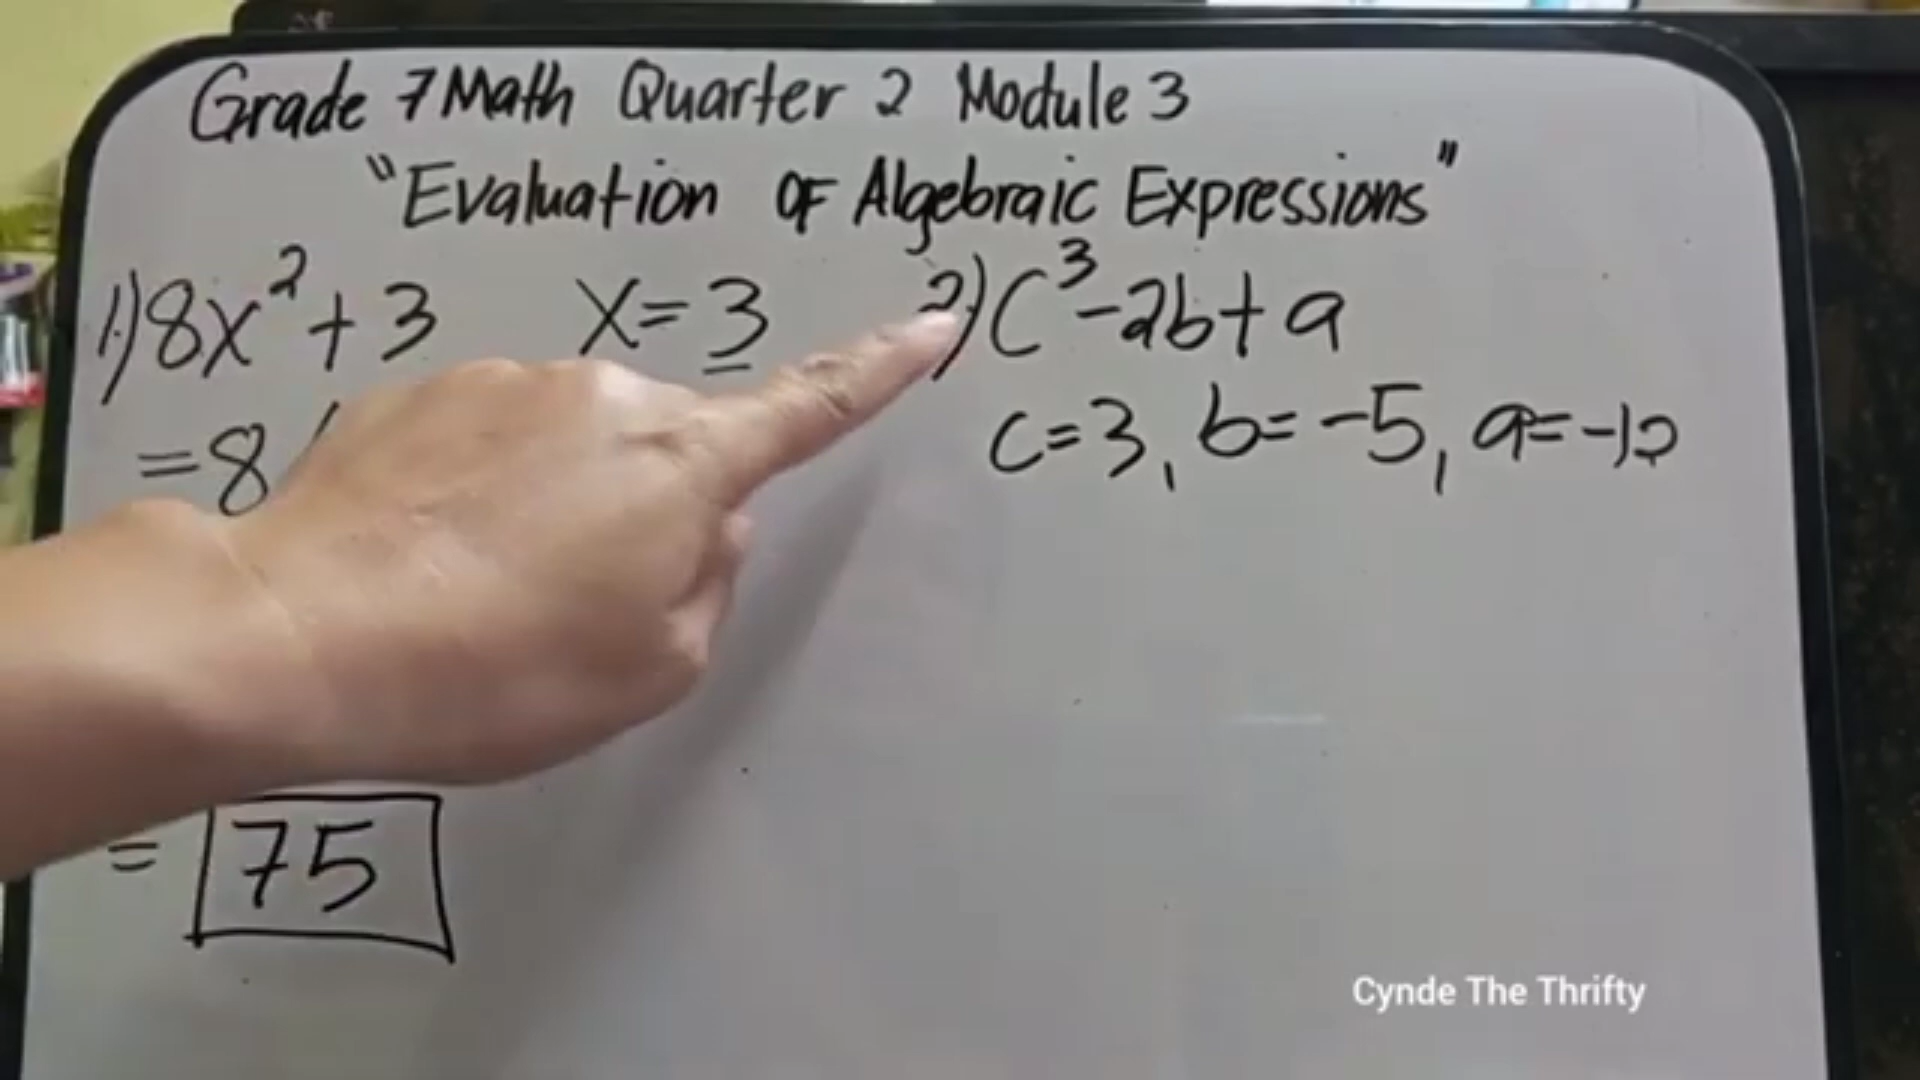 Grade 7 Math Quarter 2 Module 3
"Evaluation OF Algebraic Expressions"
1.) 8x² + 3 x = 3
= 8
= 75
2.) C³ - 2b + a
c = 3, b = -5, a =
Cynde The Thrifty